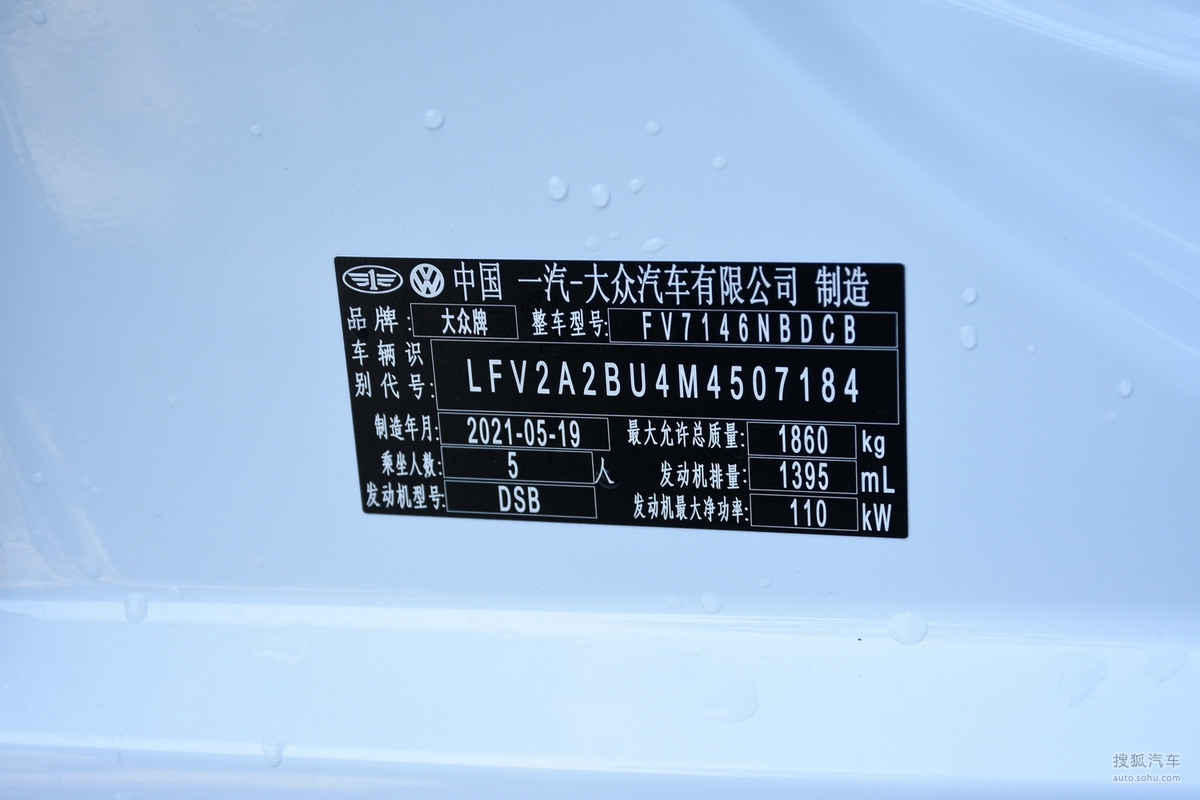 中国 一汽-大众汽车有限公司 制造
品牌: 大众牌 整车型号: FV7146NBDCB
车辆识别代号: LFV2A2BU4M4507184
制造年月: 2021-05-19 最大允许总质量: 1860 kg
乘坐人数: 5 人 发动机排量: 1395 mL
发动机型号: DSB 发动机最大净功率: 110 kW
搜狐汽车
auto.sohu.com